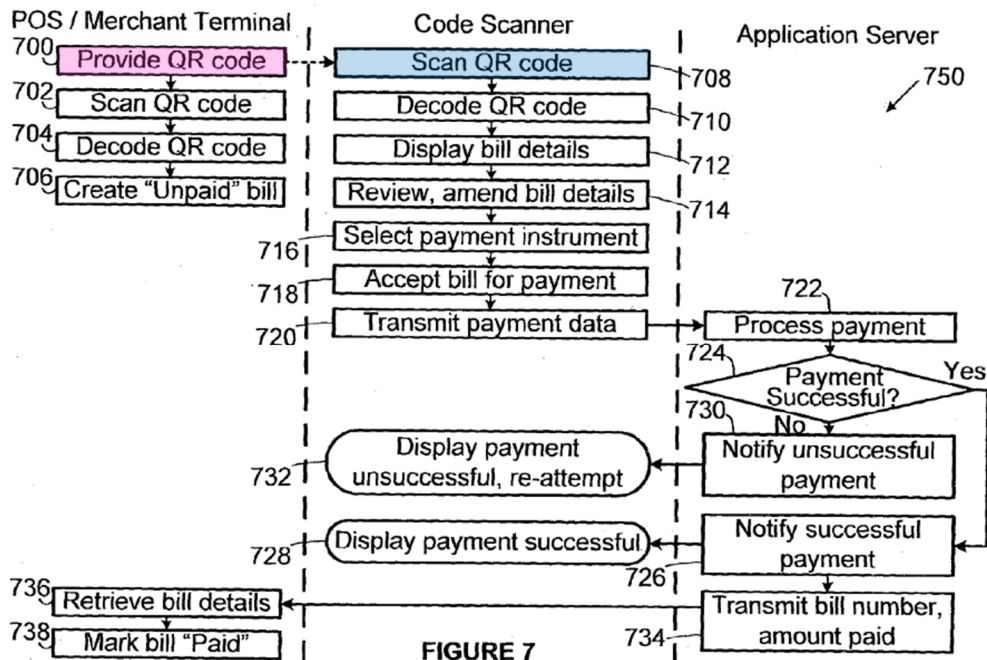 POS / Merchant Terminal
Code Scanner
Application Server
700
Provide QR code
Scan QR code
708
750
702
Scan QR code
Decode QR code
710
704
Decode QR code
Display bill details
712
706
Create “Unpaid” bill
Review, amend bill details
714
716
Select payment instrument
718
Accept bill for payment
722
720
Transmit payment data
Process payment
724
Payment
Successful?
Yes
730
No
Display payment
unsuccessful, re-attempt
732
Notify unsuccessful
payment
Display payment successful
728
Notify successful
payment
726
736
Retrieve bill details
Transmit bill number,
amount paid
734
738
Mark bill “Paid”
FIGURE 7